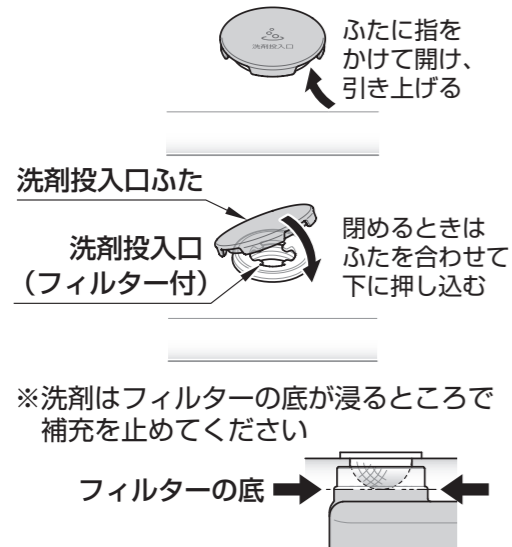 洗剤投入口
ふたに指を
かけて開け、
引き上げる
洗剤投入口ふた
洗剤投入口
（フィルター付）
閉めるときは
ふたを合わせて
下に押し込む
※洗剤はフィルターの底が浸るところで
補充を止めてください
フィルターの底